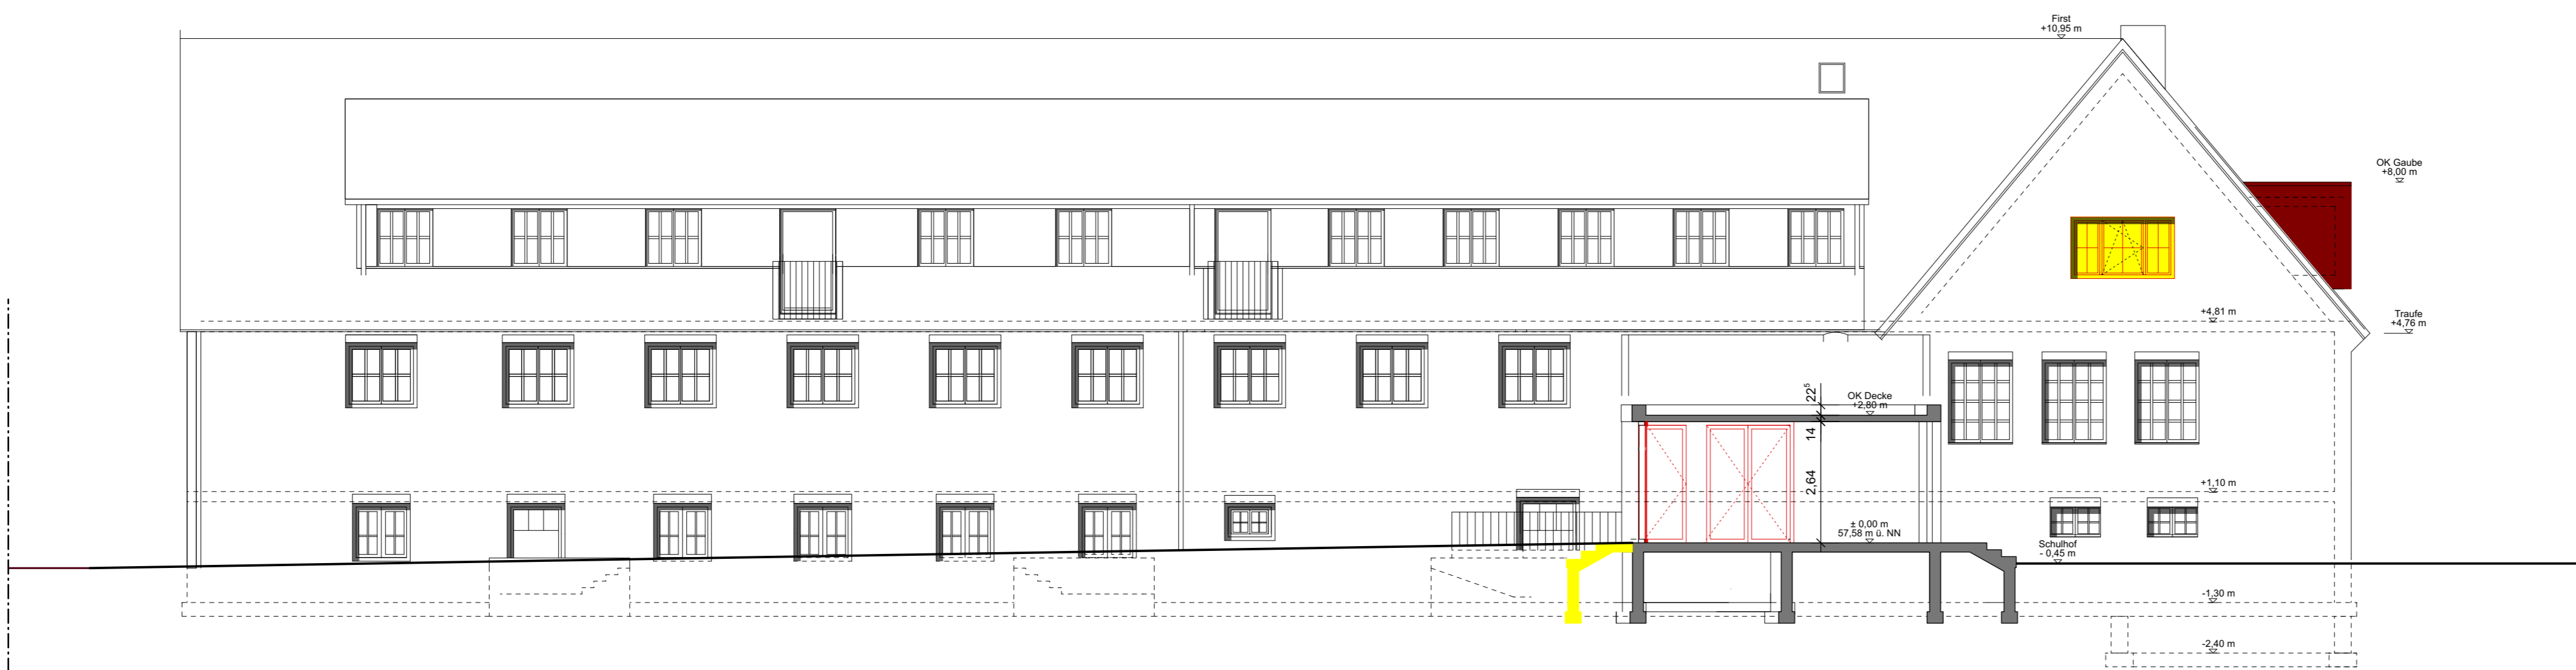 First
+10,95 m
OK Gaube
+8,00 m
+4,81 m
Traufe
+4,76 m
22⁵
OK Decke
+2,80 m
14
2,64
+1,10 m
± 0,00 m
57,58 m ü. NN
Schulhof
- 0,45 m
-1,30 m
-2,40 m